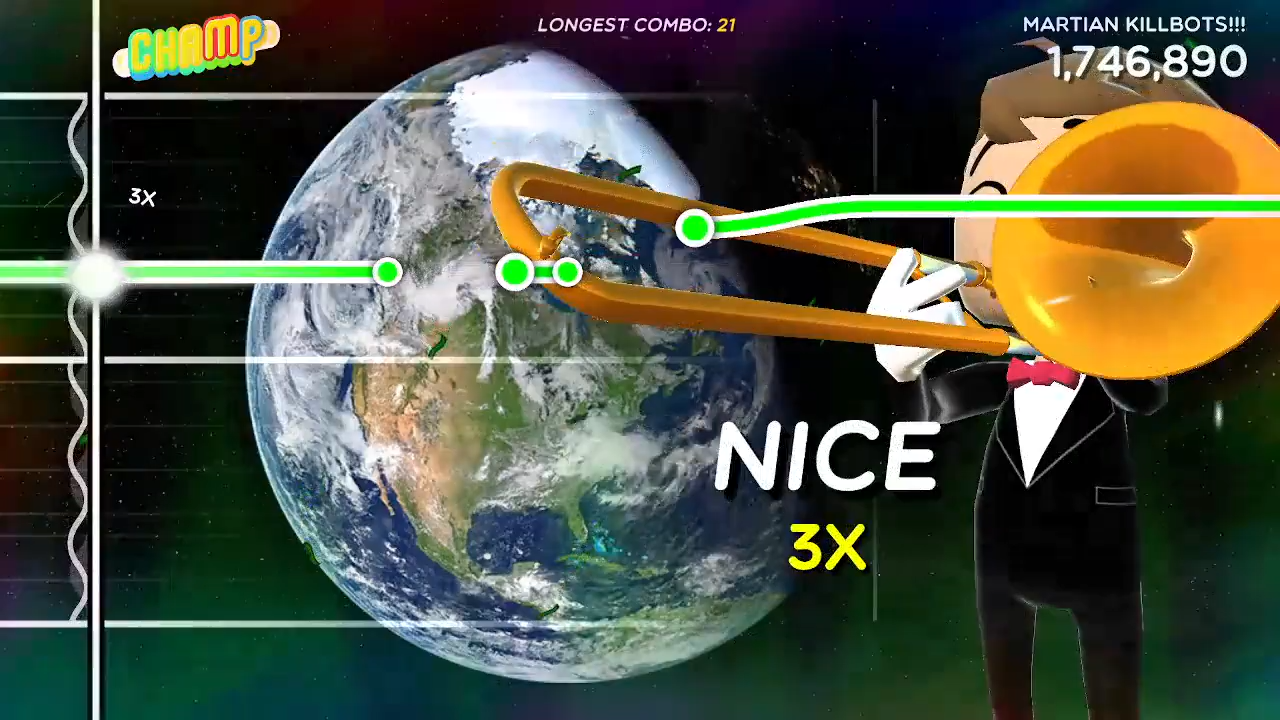 CHAMP
LONGEST COMBO: 21
MARTIAN KILLBOTS!!!
1,746,890
3X
NICE
3X